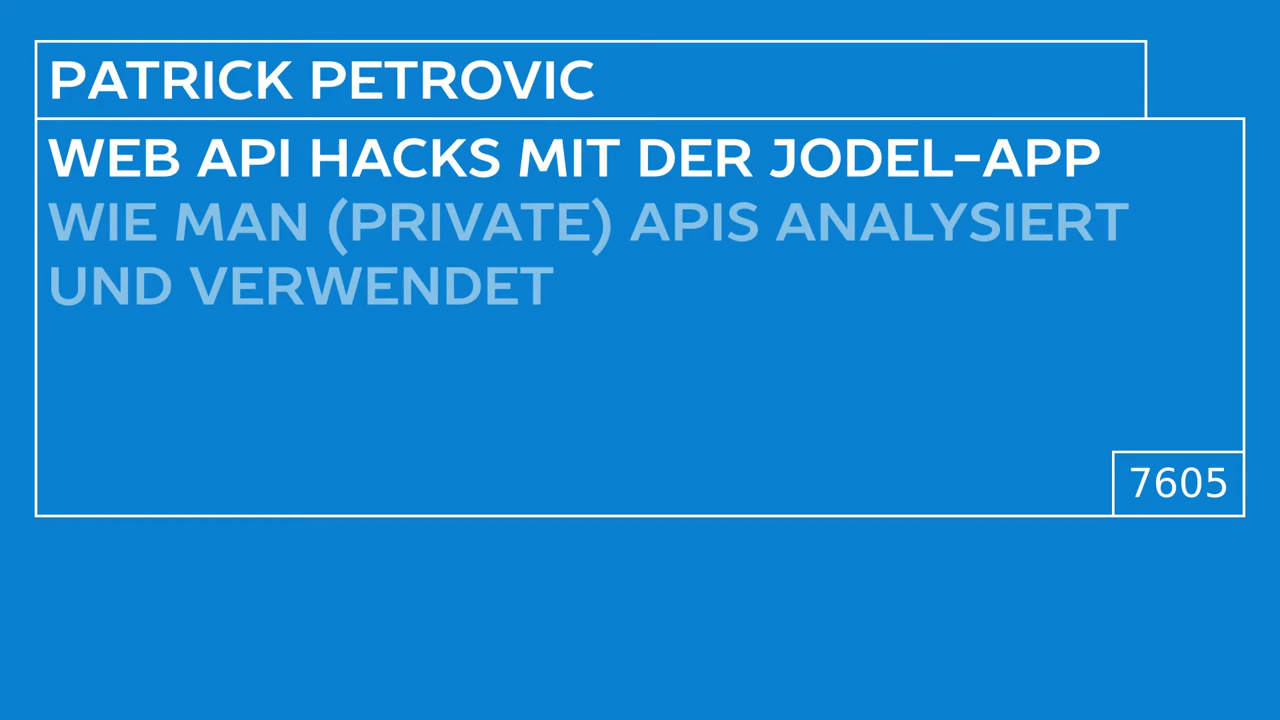 PATRICK PETROVIC
WEB API HACKS MIT DER JODEL-APP
WIE MAN (PRIVATE) APIS ANALYSIERT
UND VERWENDET
7605